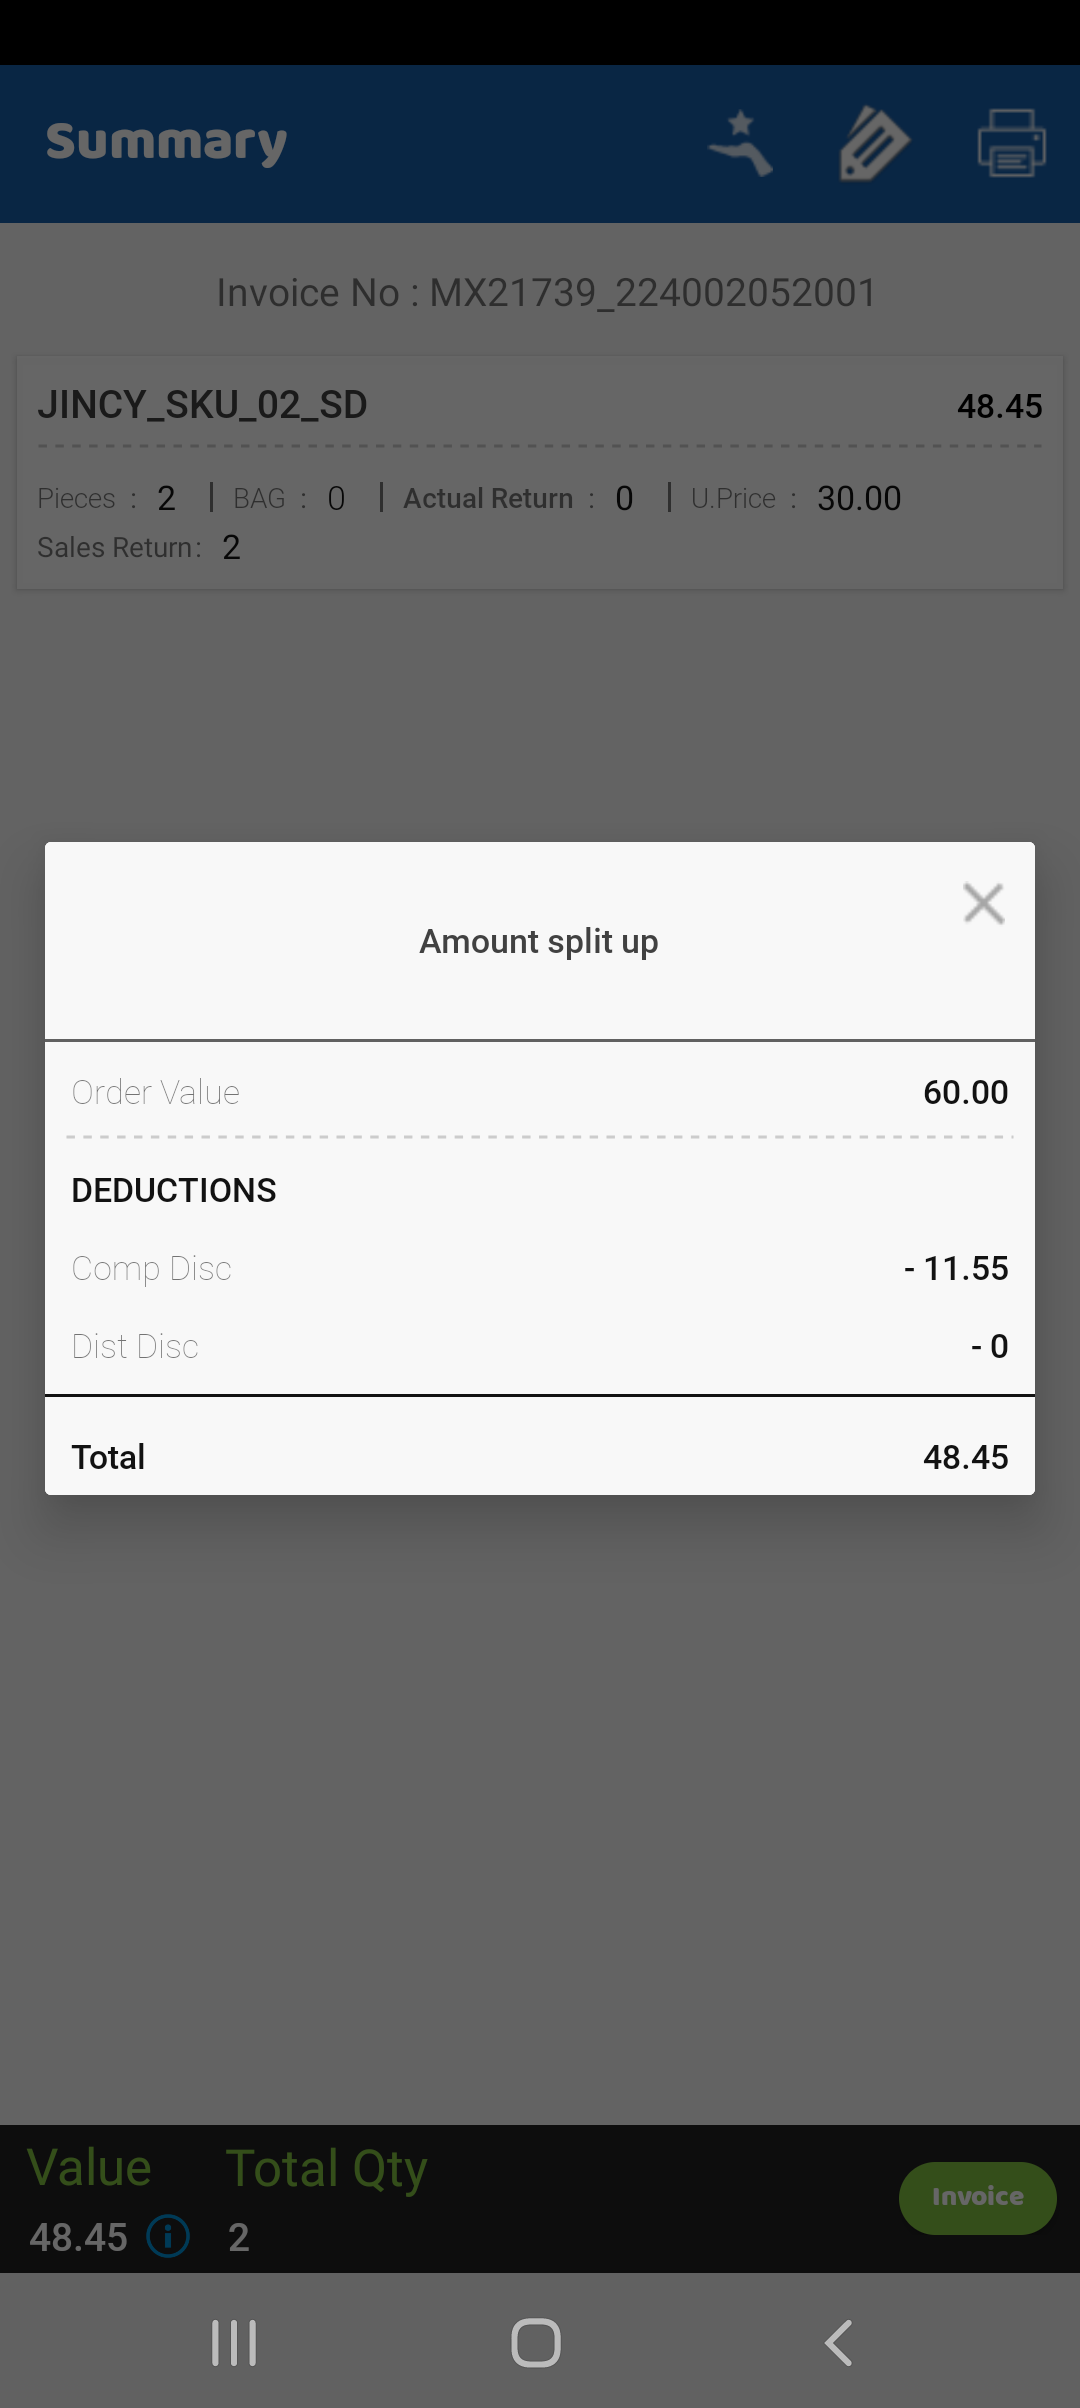 Summary
Invoice No : MX21739_224002052001
JINCY_SKU_02_SD 48.45
Pieces : 2 | BAG : 0 | Actual Return : 0 | U.Price : 30.00
Sales Return : 2
Amount split up
Order Value 60.00
DEDUCTIONS
Comp Disc - 11.55
Dist Disc - 0
Total 48.45
Value Total Qty
Invoice
48.45 2